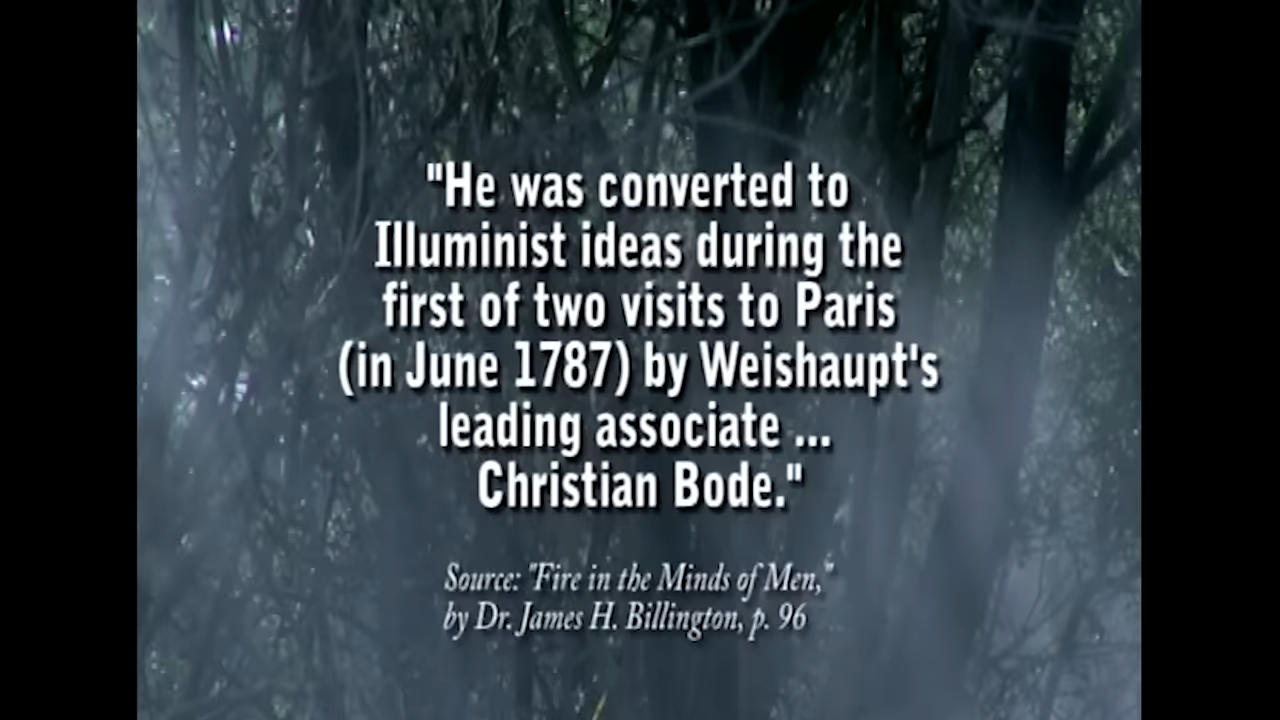 "He was converted to
Illuminist ideas during the
first of two visits to Paris
(in June 1787) by Weishaupt's
leading associate ...
Christian Bode."
Source: "Fire in the Minds of Men,"
by Dr. James H. Billington, p. 96